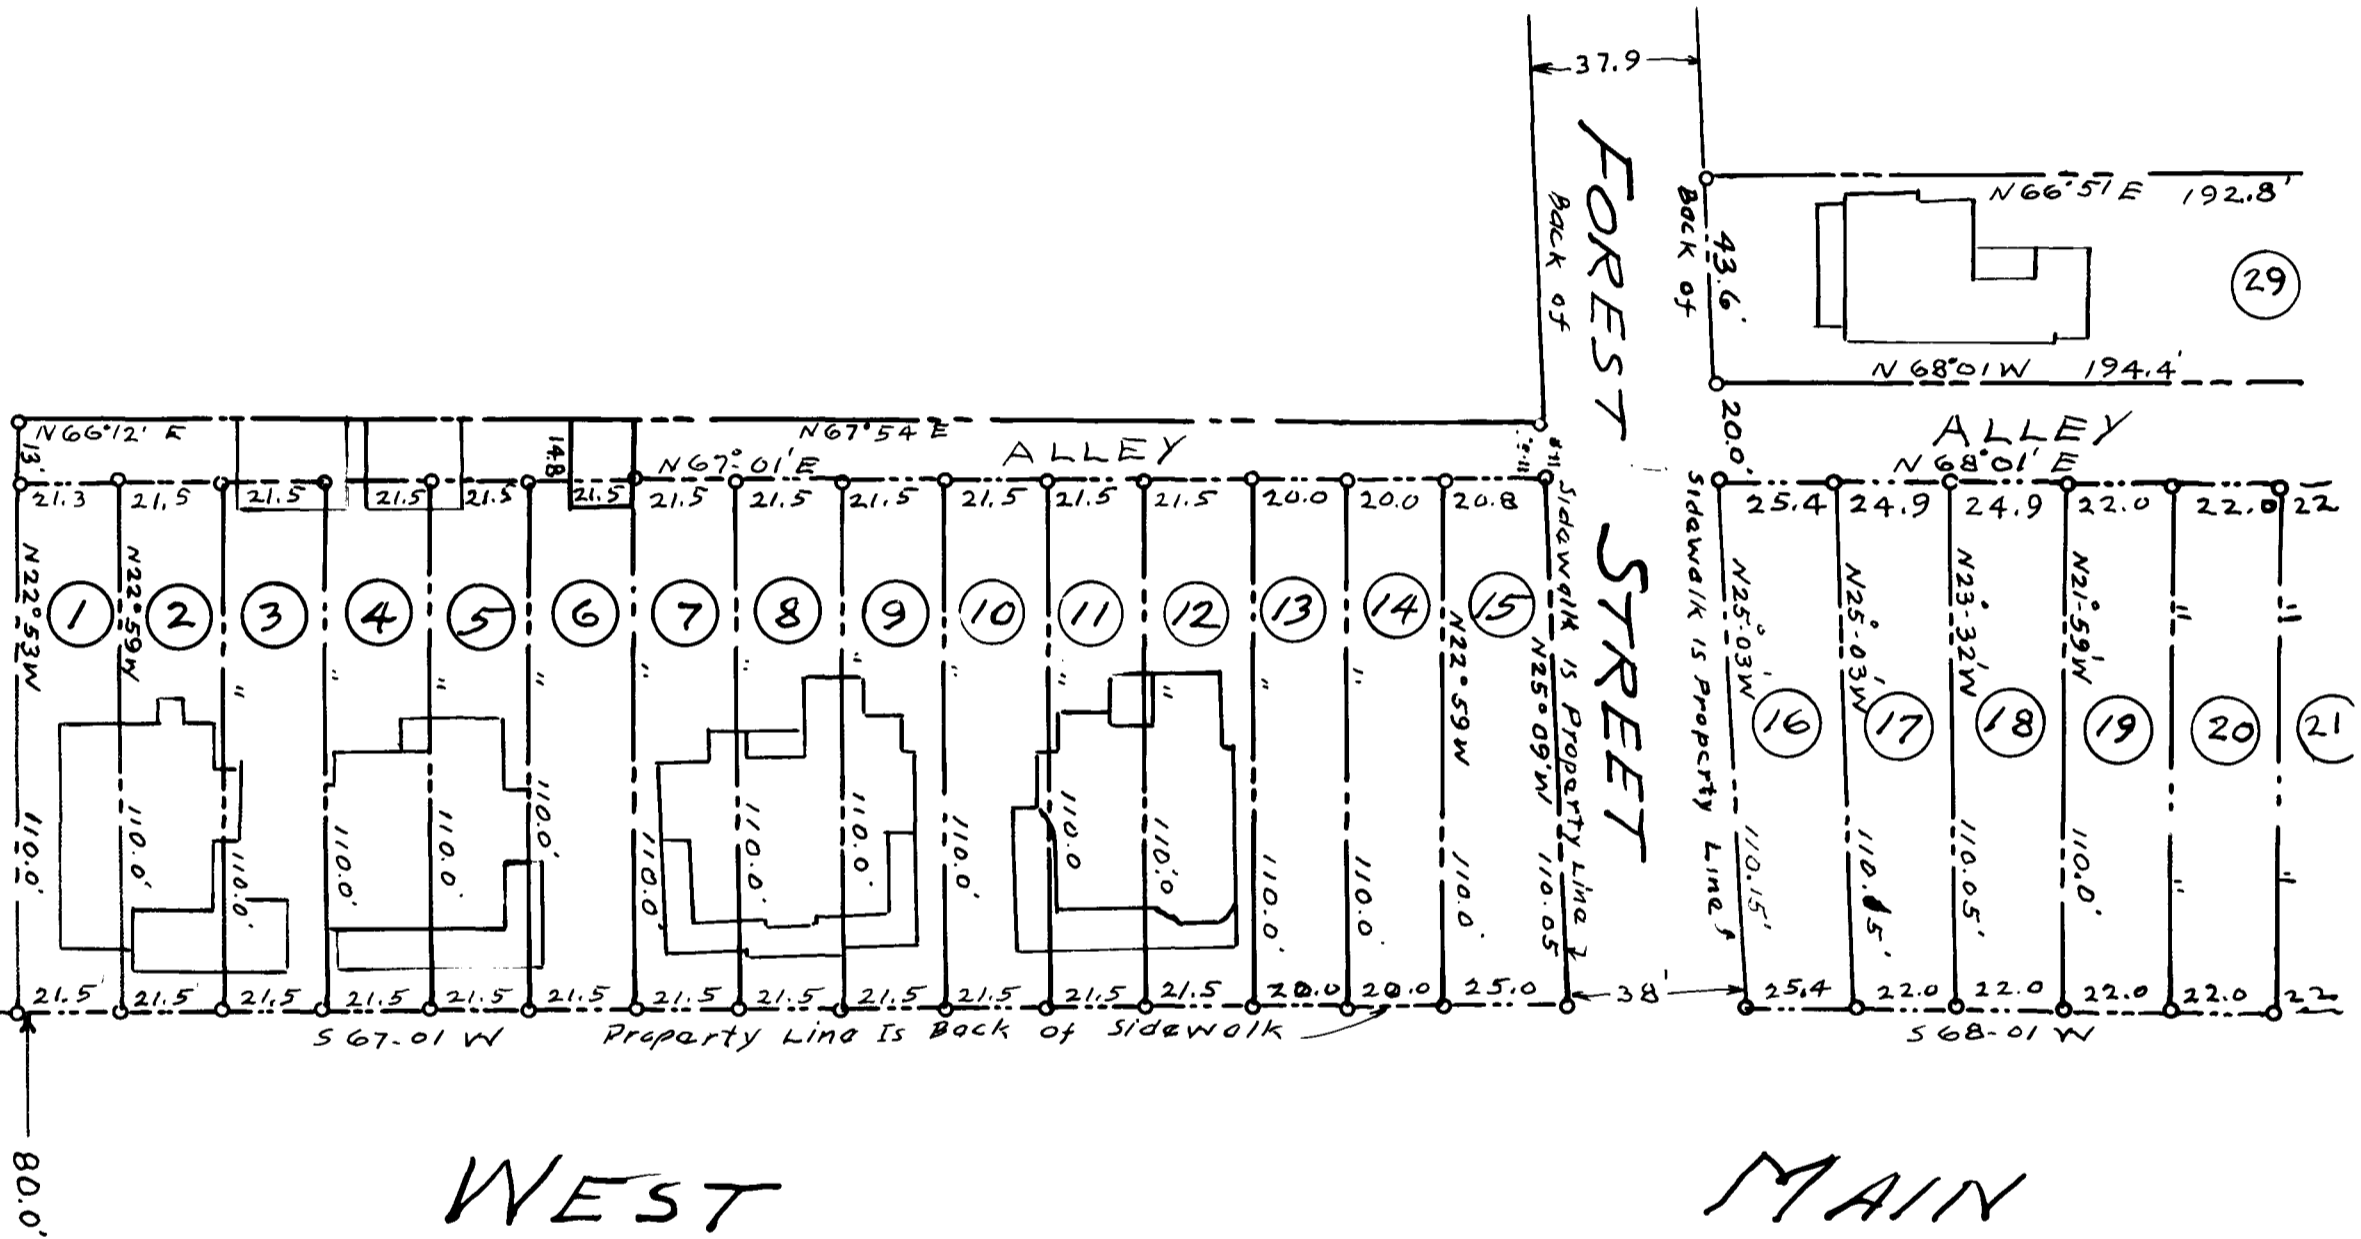 37.9
FOREST STREET
Back of Sidewalk is Property Line
Back of Sidewalk is Property Line
N66°51'E 192.8'
43.6'
29
N 68°01 W 194.4'
20.0'
ALLEY
N 68°01' E
N66°12' E
13'
14.8
N67°54 E
ALLEY
N67°01'E
21.3 21.5 21.5 21.5 21.5 21.5 21.5 21.5 21.5 21.5 21.5 21.5 20.0 20.0 20.8
25.4 24.9 24.9 22.0 22.0 22
N22°53W
N22°59W
" " " " " " " " " " "
N22°59W
N25°09'W
N25°03'W
N25°-03'W
N23°-32'W
N21°-59'W
" "
1 2 3 4 5 6 7 8 9 10 11 12 13 14 15
16 17 18 19 20 21
110.0' 110.0' 110.0' 110.0' 110.0' 110.0' 110.0' 110.0' 110.0' 110.0' 110.0 110.0 110.0' 110.0' 110.0' 110.05
110.15' 110.15' 110.05' 110.0' " "
21.5 21.5 21.5 21.5 21.5 21.5 21.5 21.5 21.5 21.5 21.5 21.5 20.0 20.0 25.0
38'
25.4 22.0 22.0 22.0 22.0 22
S 67-01 W
Property Line Is Back of Sidewalk
S 68-01 W
80.0'
WEST MAIN